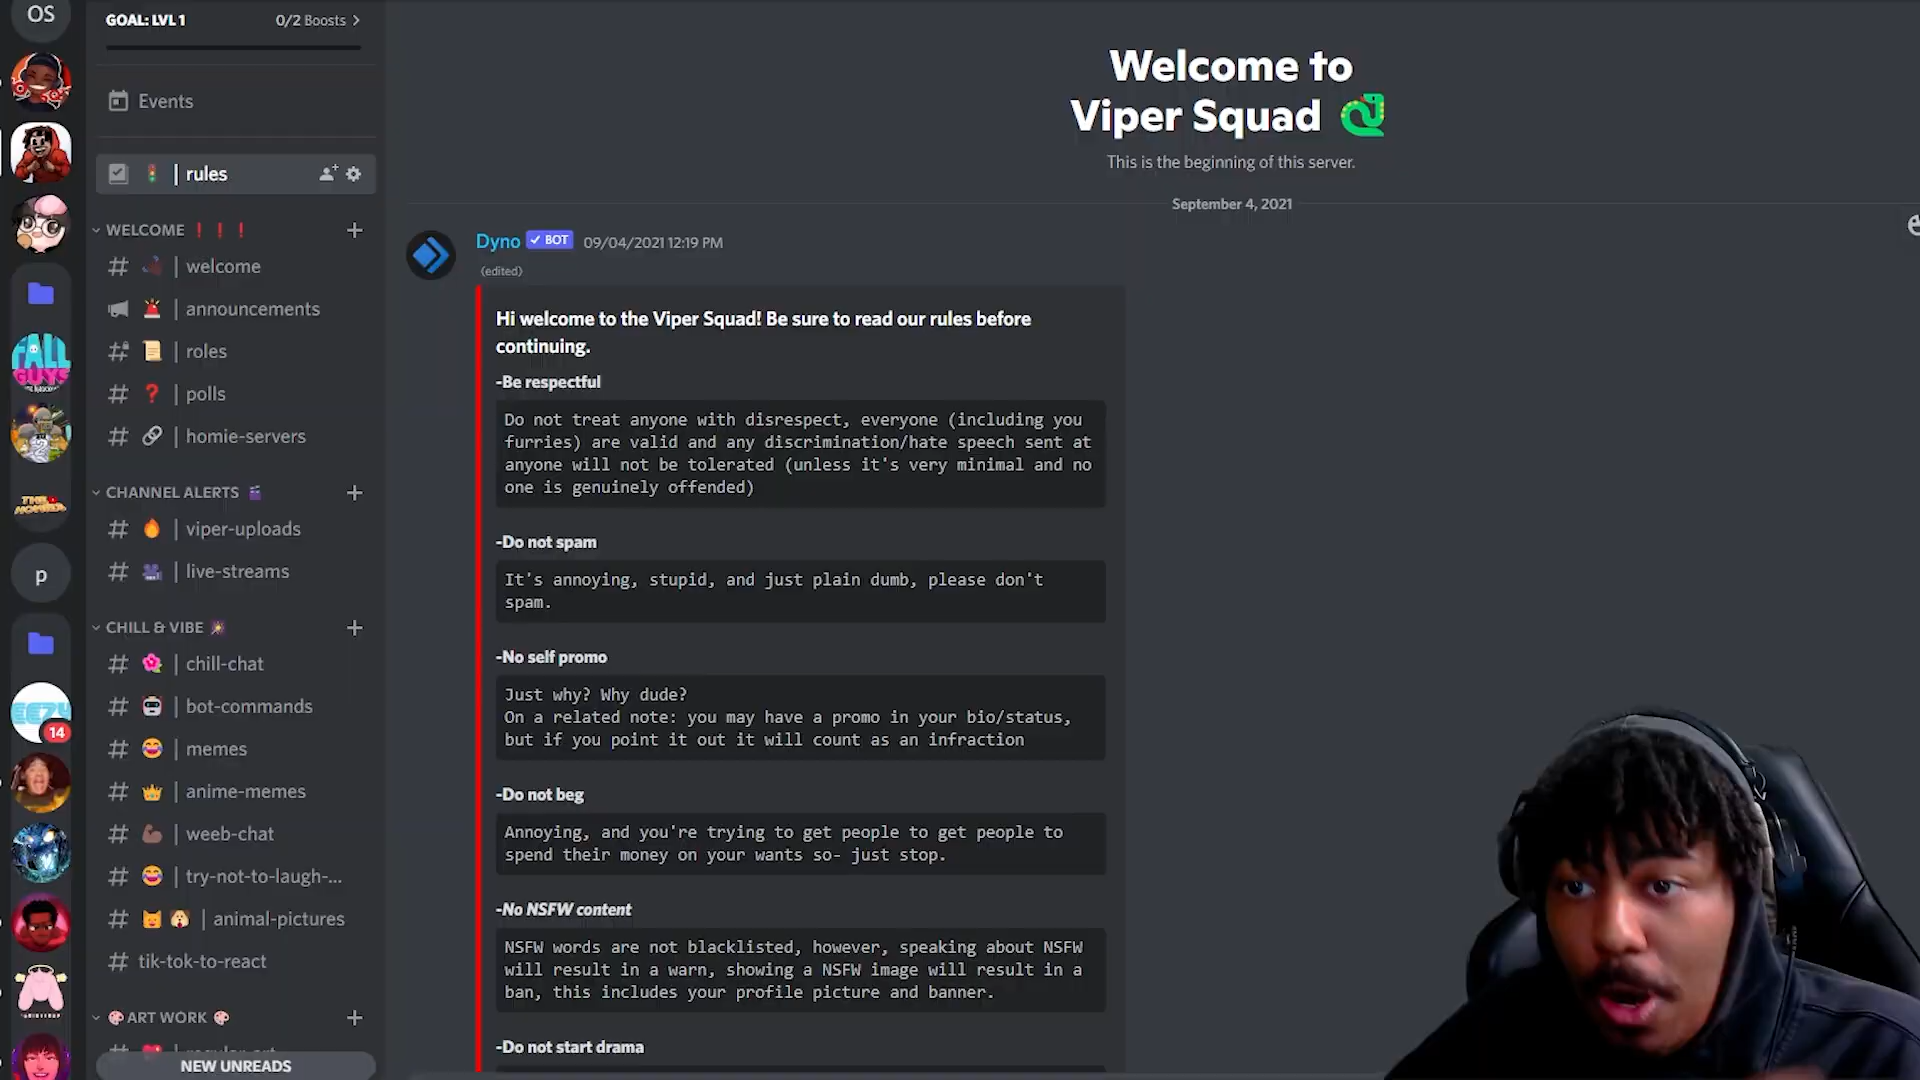 OS
GOAL: LVL 1
0/2 Boosts
Events
| rules
WELCOME ❗❗❗
# | welcome
| announcements
# | roles
# ❓ | polls
# | homie-servers
CHANNEL ALERTS
# | viper-uploads
# | live-streams
CHILL & VIBE
# | chill-chat
# | bot-commands
# | memes
# | anime-memes
# | weeb-chat
# | try-not-to-laugh-...
# | animal-pictures
# tik-tok-to-react
ART WORK
NEW UNREADS
FALL
GUYS
p
EEZY
14
Welcome to
Viper Squad
This is the beginning of this server.
September 4, 2021
Dyno BOT 09/04/2021 12:19 PM
(edited)
Hi welcome to the Viper Squad! Be sure to read our rules before
continuing.
-Be respectful
Do not treat anyone with disrespect, everyone (including you
furries) are valid and any discrimination/hate speech sent at
anyone will not be tolerated (unless it's very minimal and no
one is genuinely offended)
-Do not spam
It's annoying, stupid, and just plain dumb, please don't
spam.
-No self promo
Just why? Why dude?
On a related note: you may have a promo in your bio/status,
but if you point it out it will count as an infraction
-Do not beg
Annoying, and you're trying to get people to get people to
spend their money on your wants so- just stop.
-No NSFW content
NSFW words are not blacklisted, however, speaking about NSFW
will result in a warn, showing a NSFW image will result in a
ban, this includes your profile picture and banner.
-Do not start drama